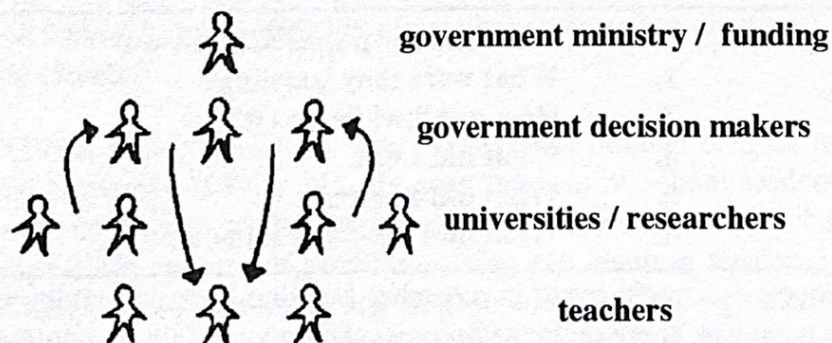 government ministry / funding
government decision makers
universities / researchers
teachers